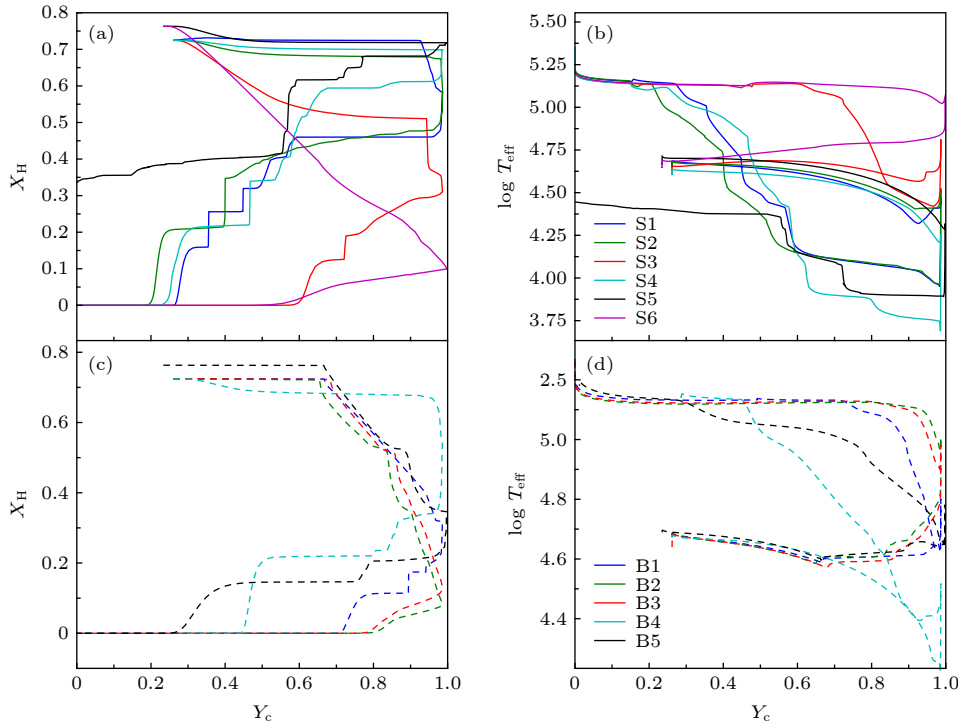 (a)
X_H
0.8
0.7
0.6
0.5
0.4
0.3
0.2
0.1
0
(b)
log T_eff
5.50
5.25
5.00
4.75
4.50
4.25
4.00
3.75
S1
S2
S3
S4
S5
S6
(c)
X_H
0.8
0.6
0.4
0.2
0
0
0.2
0.4
0.6
0.8
1.0
Y_c
(d)
log T_eff
2.5
5.0
4.8
4.6
4.4
B1
B2
B3
B4
B5
0
0.2
0.4
0.6
0.8
1.0
Y_c